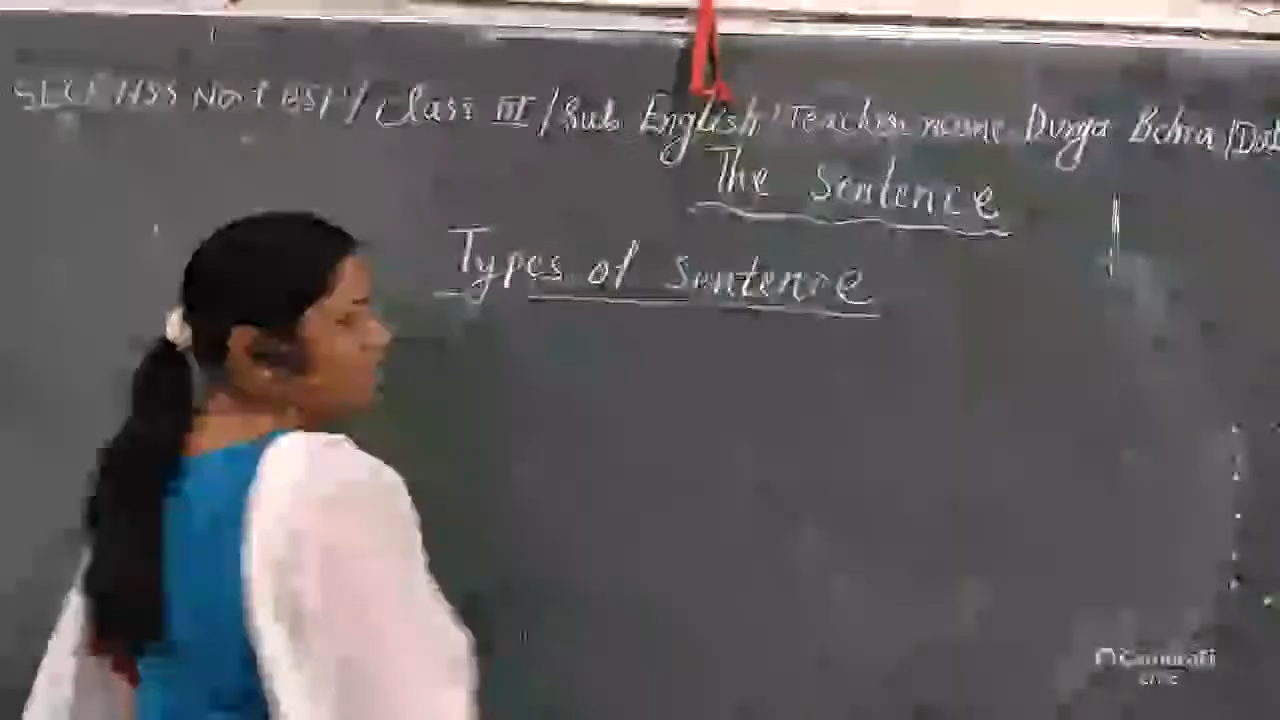 Class III / Sub English / Teacher name Durga Behra /
The Sentence
Types of Sentence